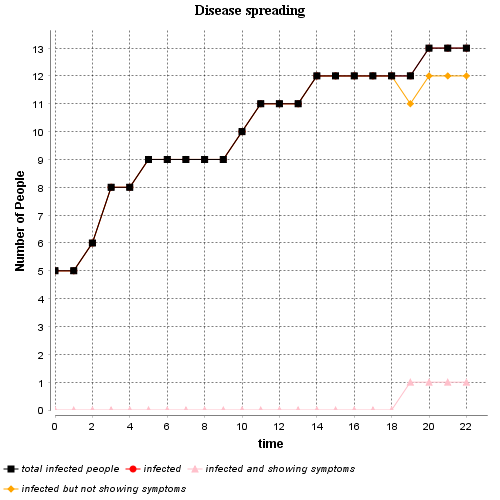 Disease spreading
13
12
11
10
9
8
7
6
5
4
3
2
1
0
Number of People
0 2 4 6 8 10 12 14 16 18 20 22
time
total infected people infected infected and showing symptoms
infected but not showing symptoms